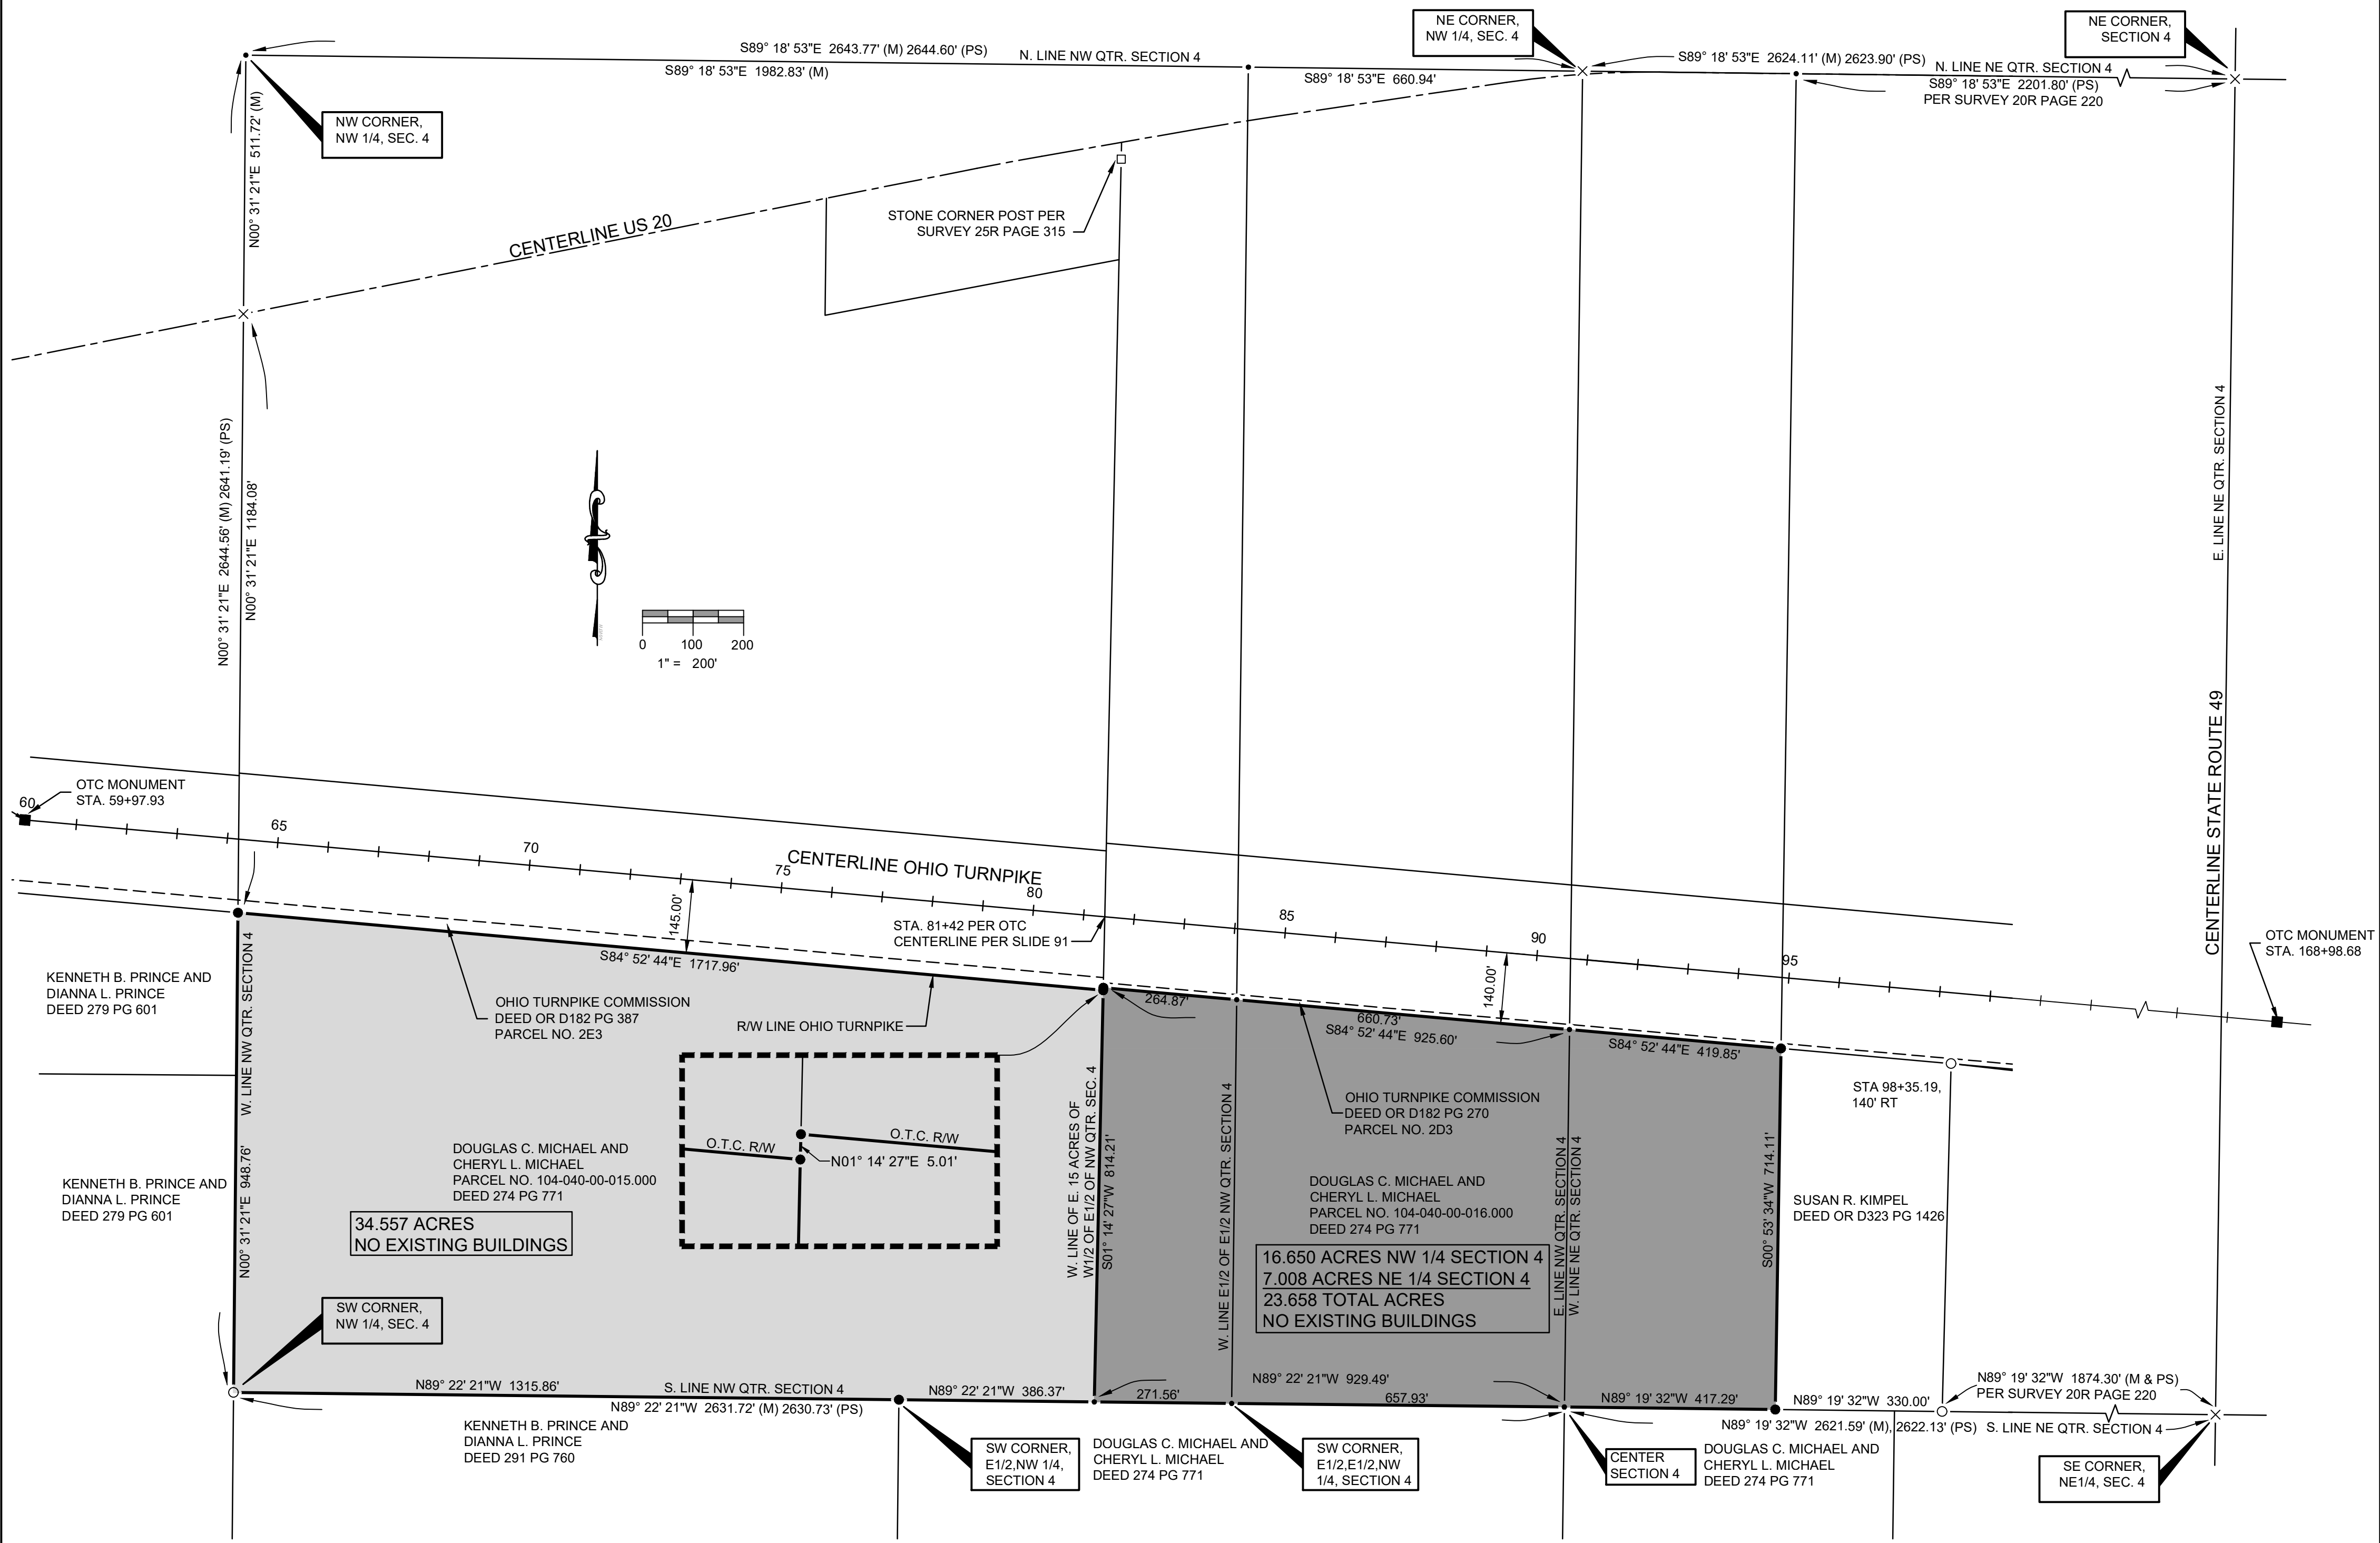 NE CORNER,
NW 1/4, SEC. 4
NE CORNER,
SECTION 4
S89° 18' 53"E 2643.77' (M) 2644.60' (PS)
N. LINE NW QTR. SECTION 4
S89° 18' 53"E 1982.83' (M)
S89° 18' 53"E 660.94'
S89° 18' 53"E 2624.11' (M) 2623.90' (PS)
N. LINE NE QTR. SECTION 4
S89° 18' 53"E 2201.80' (PS)
PER SURVEY 20R PAGE 220
NW CORNER,
NW 1/4, SEC. 4
N00° 31' 21"E 511.72' (M)
CENTERLINE US 20
STONE CORNER POST PER
SURVEY 25R PAGE 315
N00° 31' 21"E 2644.56' (M) 2641.19' (PS)
N00° 31' 21"E 1184.08'
E. LINE NE QTR. SECTION 4
CENTERLINE STATE ROUTE 49
0 100 200
1" = 200'
OTC MONUMENT
STA. 59+97.93
60
65
70
75
80
85
90
95
CENTERLINE OHIO TURNPIKE
145.00'
STA. 81+42 PER OTC
CENTERLINE PER SLIDE 91
140.00'
OTC MONUMENT
STA. 168+98.68
KENNETH B. PRINCE AND
DIANNA L. PRINCE
DEED 279 PG 601
W. LINE NW QTR. SECTION 4
S84° 52' 44"E 1717.96'
OHIO TURNPIKE COMMISSION
DEED OR D182 PG 387
PARCEL NO. 2E3
R/W LINE OHIO TURNPIKE
264.87'
660.73'
S84° 52' 44"E 925.60'
S84° 52' 44"E 419.85'
OHIO TURNPIKE COMMISSION
DEED OR D182 PG 270
PARCEL NO. 2D3
STA 98+35.19,
140' RT
O.T.C. R/W
O.T.C. R/W
N01° 14' 27"E 5.01'
DOUGLAS C. MICHAEL AND
CHERYL L. MICHAEL
PARCEL NO. 104-040-00-015.000
DEED 274 PG 771
34.557 ACRES
NO EXISTING BUILDINGS
KENNETH B. PRINCE AND
DIANNA L. PRINCE
DEED 279 PG 601
N00° 31' 21"E 948.76'
W. LINE OF E. 15 ACRES OF
W1/2 OF E1/2 OF NW QTR. SEC. 4
S01° 14' 27"W 814.21'
W. LINE E1/2 OF E1/2 NW QTR. SECTION 4
DOUGLAS C. MICHAEL AND
CHERYL L. MICHAEL
PARCEL NO. 104-040-00-016.000
DEED 274 PG 771
16.650 ACRES NW 1/4 SECTION 4
7.008 ACRES NE 1/4 SECTION 4
23.658 TOTAL ACRES
NO EXISTING BUILDINGS
E. LINE NW QTR. SECTION 4
W. LINE NE QTR. SECTION 4
S00° 53' 34"W 714.11'
SUSAN R. KIMPEL
DEED OR D323 PG 1426
SW CORNER,
NW 1/4, SEC. 4
N89° 22' 21"W 1315.86'
S. LINE NW QTR. SECTION 4
N89° 22' 21"W 2631.72' (M) 2630.73' (PS)
N89° 22' 21"W 386.37'
271.56'
N89° 22' 21"W 929.49'
657.93'
N89° 19' 32"W 417.29'
N89° 19' 32"W 330.00'
N89° 19' 32"W 1874.30' (M & PS)
PER SURVEY 20R PAGE 220
N89° 19' 32"W 2621.59' (M), 2622.13' (PS)
S. LINE NE QTR. SECTION 4
KENNETH B. PRINCE AND
DIANNA L. PRINCE
DEED 291 PG 760
SW CORNER,
E1/2,NW 1/4,
SECTION 4
DOUGLAS C. MICHAEL AND
CHERYL L. MICHAEL
DEED 274 PG 771
SW CORNER,
E1/2,E1/2,NW
1/4, SECTION 4
CENTER
SECTION 4
DOUGLAS C. MICHAEL AND
CHERYL L. MICHAEL
DEED 274 PG 771
SE CORNER,
NE1/4, SEC. 4